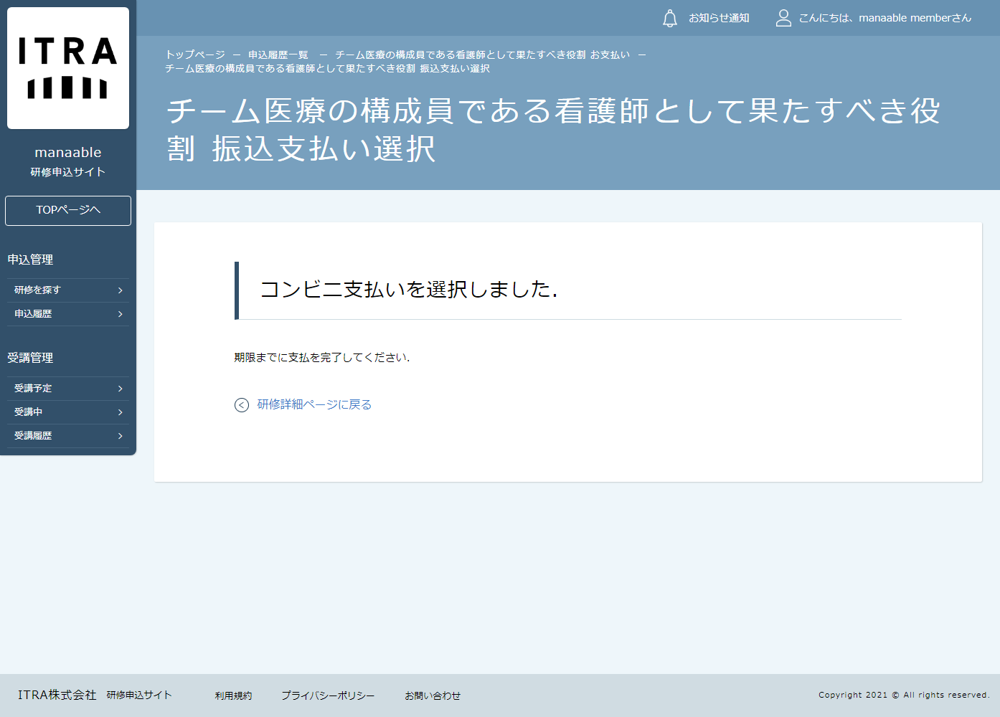 ITRA
manaable
研修申込サイト
TOPページへ
申込管理
研修を探す
申込履歴
受講管理
受講予定
受講中
受講履歴
お知らせ通知
こんにちは、manaable memberさん
トップページ － 申込履歴一覧 － チーム医療の構成員である看護師として果たすべき役割 お支払い －
チーム医療の構成員である看護師として果たすべき役割 振込支払い選択
チーム医療の構成員である看護師として果たすべき役
割 振込支払い選択
コンビニ支払いを選択しました.
期限までに支払を完了してください.
研修詳細ページに戻る
ITRA株式会社 研修申込サイト 利用規約 プライバシーポリシー お問い合わせ Copyright 2021 © All rights reserved.